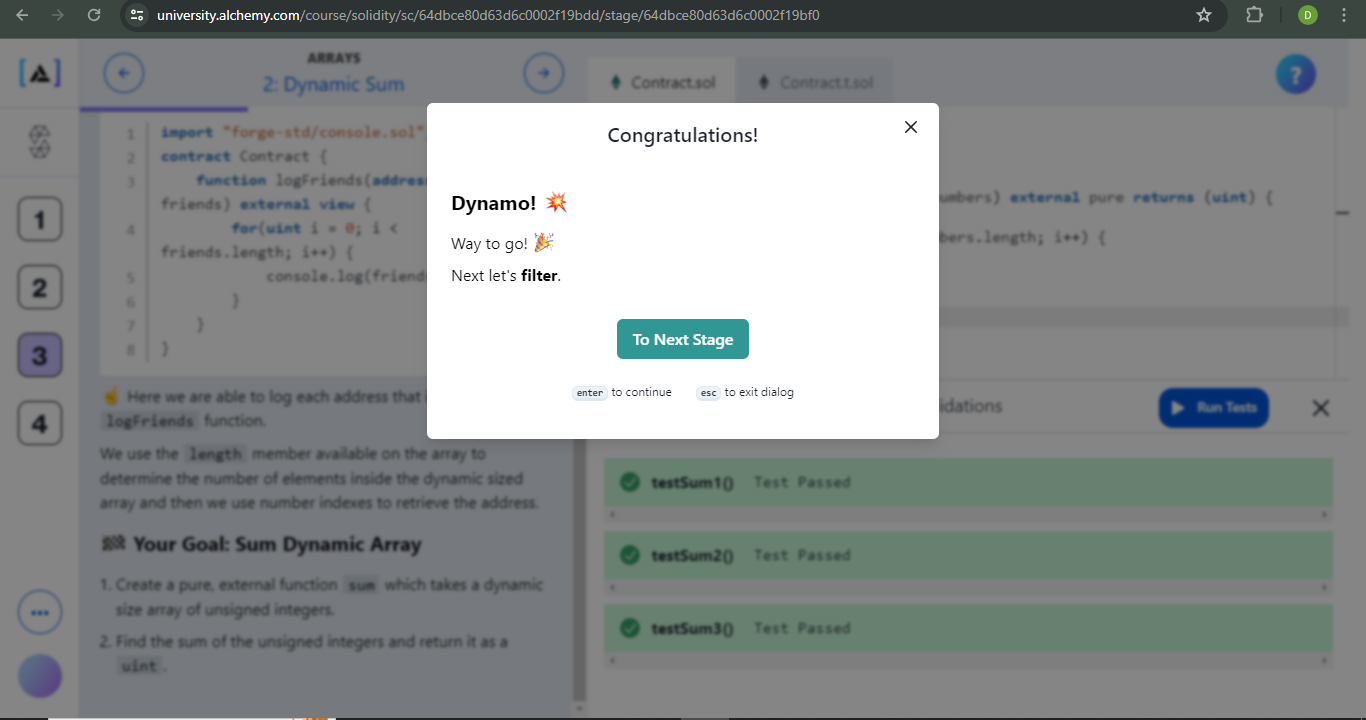 university.alchemy.com/course/solidity/sc/64dbce80d63d6c0002f19bdd/stage/64dbce80d63d6c0002f19bf0
D
ARRAYS
2: Dynamic Sum
Contract.sol
Contract.t.sol
?
1
2
3
4
1 import "forge-std/console.sol"
2 contract Contract {
3 function logFriends(address
friends) external view {
4 for(uint i = 0; i <
friends.length; i++) {
5 console.log(friend
6 }
7 }
8 }
Here we are able to log each address that
logFriends function.
We use the length member available on the array to
determine the number of elements inside the dynamic sized
array and then we use number indexes to retrieve the address.
Your Goal: Sum Dynamic Array
1. Create a pure, external function sum which takes a dynamic
size array of unsigned integers.
2. Find the sum of the unsigned integers and return it as a
uint.
Congratulations!
Dynamo! 💥
Way to go! 🎉
Next let's filter.
To Next Stage
enter to continue esc to exit dialog
umbers) external pure returns (uint) {
bers.length; i++) {
idations
Run Tests
testSum1() Test Passed
testSum2() Test Passed
testSum3() Test Passed